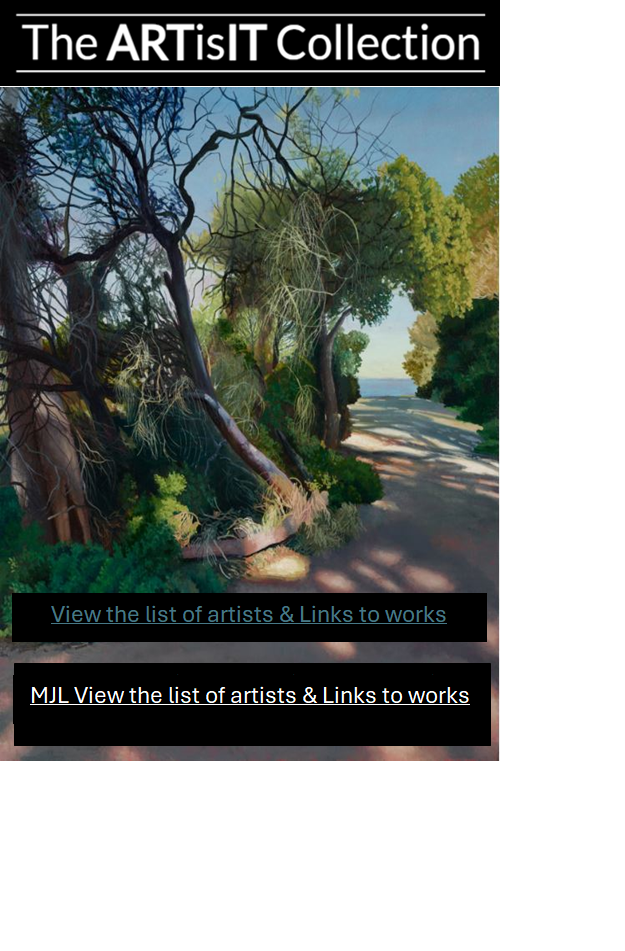 The ARTisIT Collection
View the list of artists & Links to works
MJL View the list of artists & Links to works